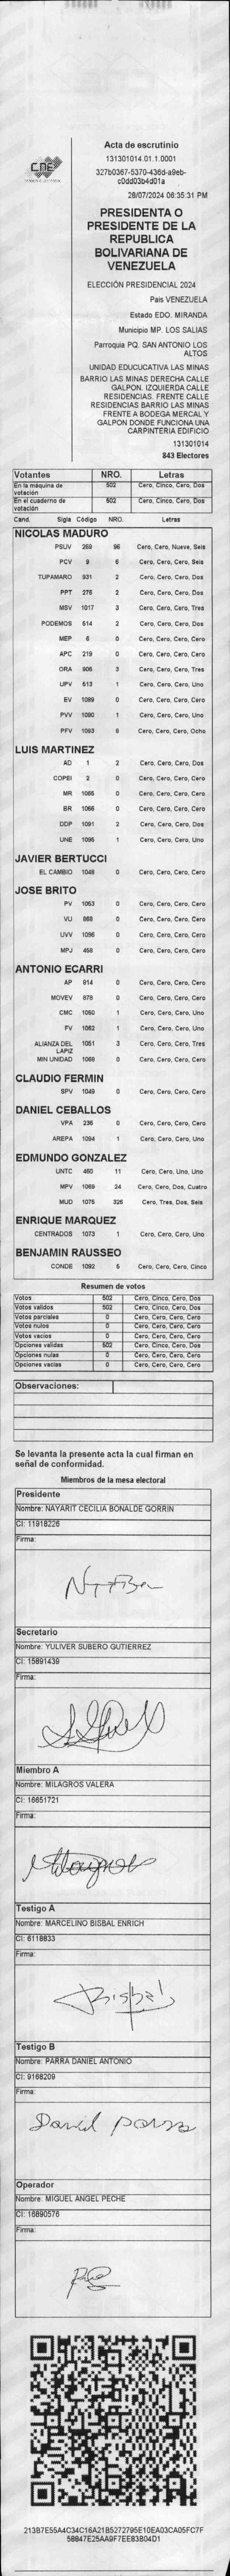 CNE
Acta de escrutinio
131301014.01.1.0001
327b0367-5370-436d-a9eb-
c0dd03b4d01a
28/07/2024 06:35:31 PM
PRESIDENTA O
PRESIDENTE DE LA
REPUBLICA
BOLIVARIANA DE
VENEZUELA
ELECCIÓN PRESIDENCIAL 2024
Pais VENEZUELA
Estado EDO. MIRANDA
Municipio MP. LOS SALIAS
Parroquia PQ. SAN ANTONIO LOS
ALTOS
UNIDAD EDUCUCATIVA LAS MINAS
BARRIO LAS MINAS DERECHA CALLE
GALPON. IZQUIERDA CALLE
RESIDENCIAS. FRENTE CALLE
RESIDENCIAS BARRIO LAS MINAS
FRENTE A BODEGA MERCAL Y
GALPON DONDE FUNCIONA UNA
CARPINTERIA EDIFICIO
131301014
843 Electores
Votantes NRO. Letras
En la máquina de votación 502 Cero, Cinco, Cero, Dos
En el cuaderno de votación 502 Cero, Cinco, Cero, Dos
Cand. Sigla Código NRO. Letras
NICOLAS MADURO
PSUV 269 96 Cero, Cero, Nueve, Seis
PCV 9 6 Cero, Cero, Cero, Seis
TUPAMARO 931 2 Cero, Cero, Cero, Dos
PPT 276 2 Cero, Cero, Cero, Dos
MSV 1017 3 Cero, Cero, Cero, Tres
PODEMOS 514 2 Cero, Cero, Cero, Dos
MEP 6 0 Cero, Cero, Cero, Cero
APC 219 0 Cero, Cero, Cero, Cero
ORA 906 3 Cero, Cero, Cero, Tres
UPV 513 1 Cero, Cero, Cero, Uno
EV 1089 0 Cero, Cero, Cero, Cero
PVV 1090 1 Cero, Cero, Cero, Uno
PFV 1093 8 Cero, Cero, Cero, Ocho
LUIS MARTINEZ
AD 1 2 Cero, Cero, Cero, Dos
COPEI 2 0 Cero, Cero, Cero, Cero
MR 1065 0 Cero, Cero, Cero, Cero
BR 1066 0 Cero, Cero, Cero, Cero
DDP 1091 2 Cero, Cero, Cero, Dos
UNE 1095 1 Cero, Cero, Cero, Uno
JAVIER BERTUCCI
EL CAMBIO 1048 0 Cero, Cero, Cero, Cero
JOSE BRITO
PV 1053 0 Cero, Cero, Cero, Cero
VU 868 0 Cero, Cero, Cero, Cero
UVV 1096 0 Cero, Cero, Cero, Cero
MPJ 458 0 Cero, Cero, Cero, Cero
ANTONIO ECARRI
AP 814 0 Cero, Cero, Cero, Cero
MOVEV 878 0 Cero, Cero, Cero, Cero
CMC 1050 1 Cero, Cero, Cero, Uno
FV 1062 1 Cero, Cero, Cero, Uno
ALIANZA DEL LAPIZ 1051 3 Cero, Cero, Cero, Tres
MIN UNIDAD 1068 0 Cero, Cero, Cero, Cero
CLAUDIO FERMIN
SPV 1049 0 Cero, Cero, Cero, Cero
DANIEL CEBALLOS
VPA 236 0 Cero, Cero, Cero, Cero
AREPA 1094 1 Cero, Cero, Cero, Uno
EDMUNDO GONZALEZ
UNTC 460 11 Cero, Cero, Uno, Uno
MPV 1069 24 Cero, Cero, Dos, Cuatro
MUD 1075 326 Cero, Tres, Dos, Seis
ENRIQUE MARQUEZ
CENTRADOS 1073 1 Cero, Cero, Cero, Uno
BENJAMIN RAUSSEO
CONDE 1092 5 Cero, Cero, Cero, Cinco
Resumen de votos
Votos 502 Cero, Cinco, Cero, Dos
Votos validos 502 Cero, Cinco, Cero, Dos
Votos parciales 0 Cero, Cero, Cero, Cero
Votos nulos 0 Cero, Cero, Cero, Cero
Votos vacios 0 Cero, Cero, Cero, Cero
Opciones validas 502 Cero, Cinco, Cero, Dos
Opciones nulas 0 Cero, Cero, Cero, Cero
Opciones vacias 0 Cero, Cero, Cero, Cero
Observaciones:
Se levanta la presente acta la cual firman en
señal de conformidad.
Miembros de la mesa electoral
Presidente
Nombre: NAYARIT CECILIA BONALDE GORRIN
CI: 11918226
Firma:
Secretario
Nombre: YULIVER SUBERO GUTIERREZ
CI: 15891439
Firma:
Miembro A
Nombre: MILAGROS VALERA
CI: 16651721
Firma:
Milagros
Testigo A
Nombre: MARCELINO BISBAL ENRICH
CI: 6118833
Firma:
Bisbal
Testigo B
Nombre: PARRA DANIEL ANTONIO
CI: 9168209
Firma:
David parra
Operador
Nombre: MIGUEL ANGEL PECHE
CI: 16890576
Firma:
213B7E55A4C34C16A21B5272795E10EA03CA05FC7F
58847E25AA9F7EE83B04D1